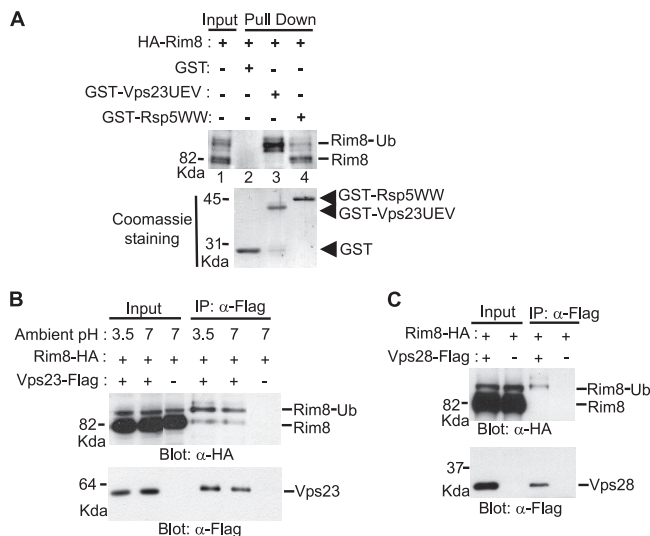 A
Input Pull Down
HA-Rim8 : + + + +
GST: - + - -
GST-Vps23UEV - - + -
GST-Rsp5WW : - - - +
Rim8-Ub
82 Rim8
Kda 1 2 3 4
45 GST-Rsp5WW
GST-Vps23UEV
Coomassie staining
31 GST
Kda
B
Input IP: α-Flag
Ambient pH : 3.5 7 7 3.5 7 7
Rim8-HA : + + + + + +
Vps23-Flag : + + - + + -
Rim8-Ub
82 Rim8
Kda
Blot: α-HA
64 Vps23
Kda
Blot: α-Flag
C
Input IP: α-Flag
Rim8-HA : + + + +
Vps28-Flag : + - + -
Rim8-Ub
82 Rim8
Kda
Blot: α-HA
37
Kda Vps28
Blot: α-Flag